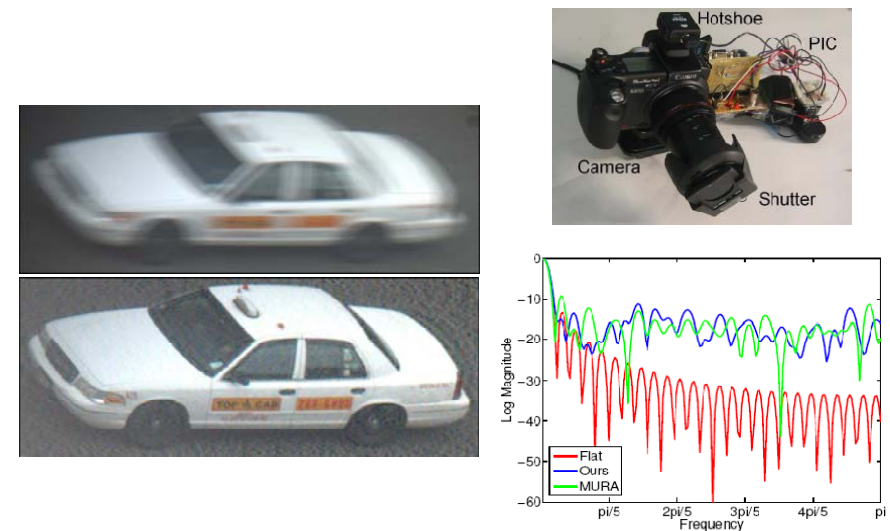 Hotshoe
PIC
Camera
Shutter
TOP CAB
0
−10
−20
−30
−40
−50
−60
Log Magnitude
Flat
Ours
MURA
pi/5
2pi/5
3pi/5
4pi/5
pi
Frequency